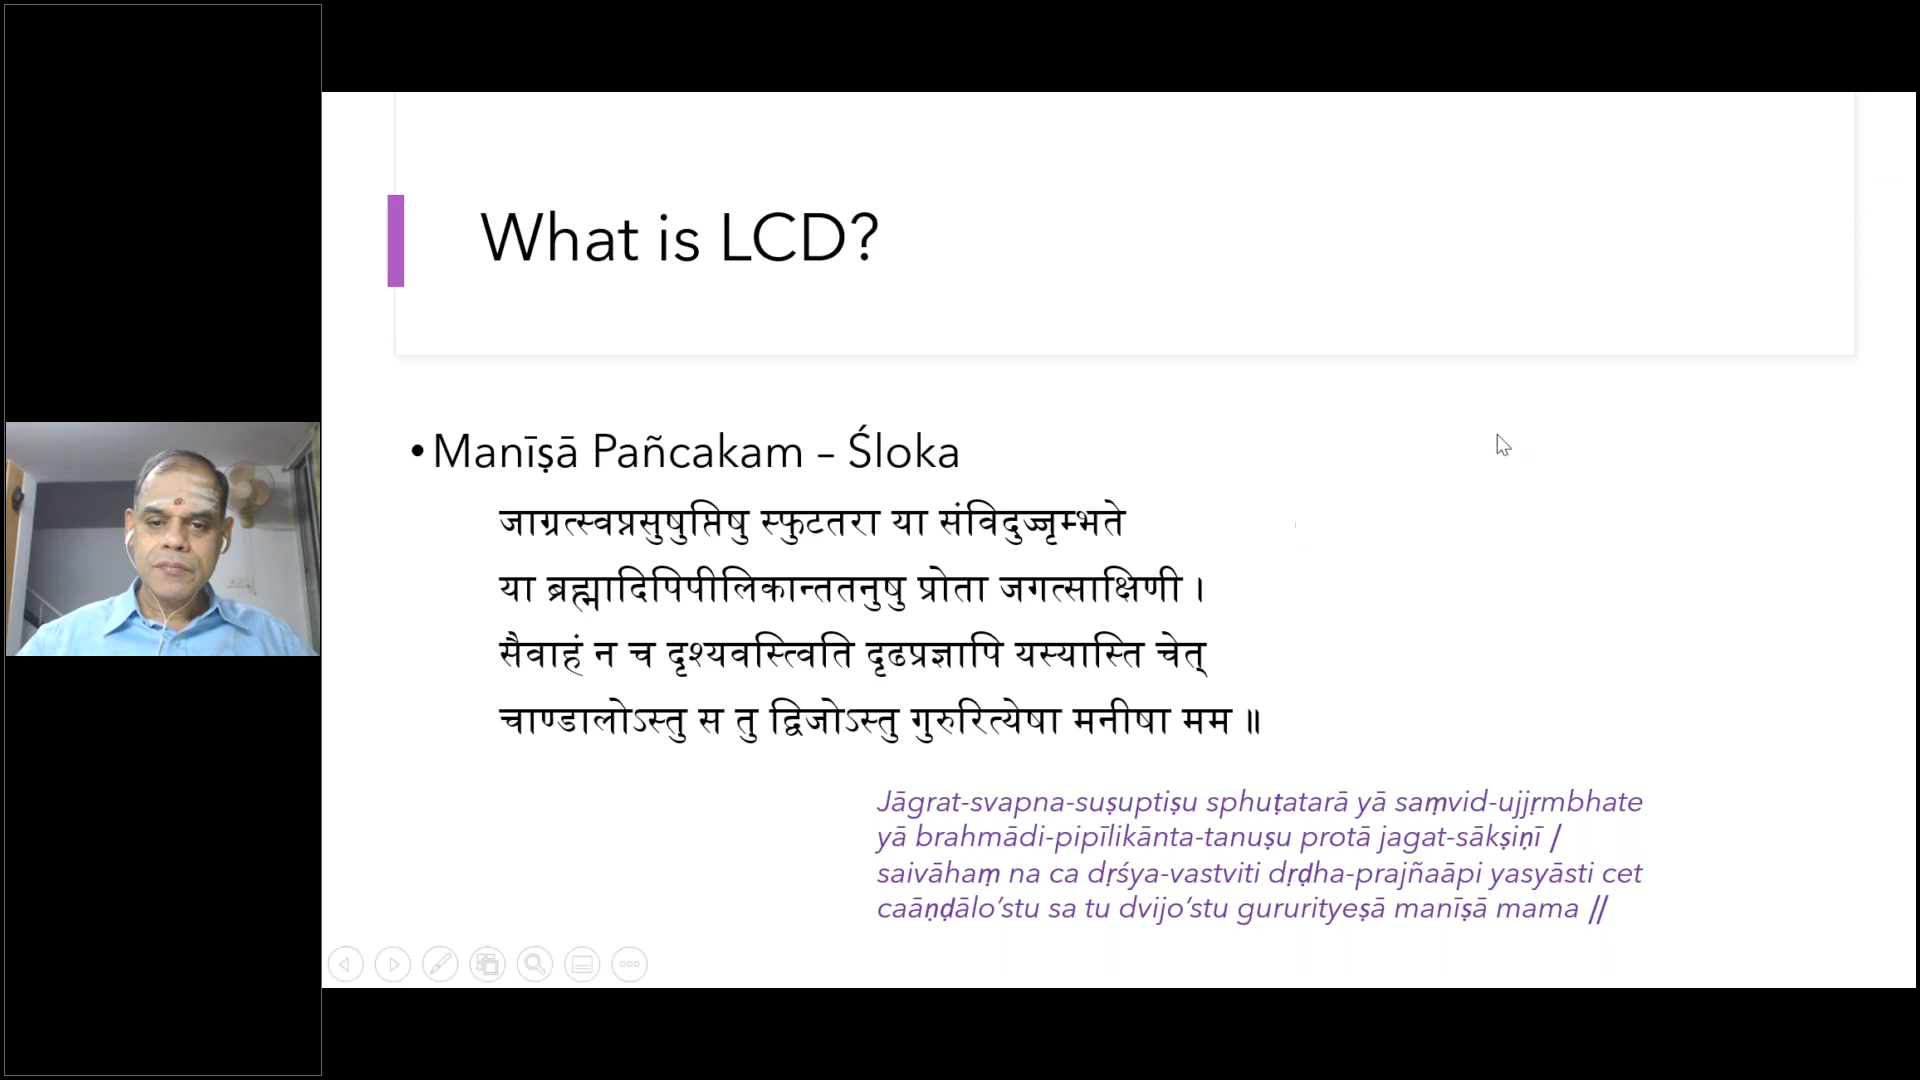 What is LCD?
• Manīṣā Pañcakam – Śloka
जाग्रत्स्वप्नसुषुप्तिषु स्फुटतरा या संविदुज्जृम्भते
या ब्रह्मादिपिपीलिकान्ततनुषु प्रोता जगत्साक्षिणी ।
सैवाहं न च दृश्यवस्त्विति दृढप्रज्ञापि यस्यास्ति चेत्
चाण्डालोऽस्तु स तु द्विजोऽस्तु गुरुरित्येषा मनीषा मम ॥
Jāgrat-svapna-suṣuptiṣu sphuṭatarā yā saṃvid-ujjṛmbhate
yā brahmādi-pipīlikānta-tanuṣu protā jagat-sākṣiṇī /
saivāhaṃ na ca dṛśya-vastviti dṛḍha-prajñaāpi yasyāsti cet
caāṇḍālo’stu sa tu dvijo’stu gururityeṣā manīṣā mama //